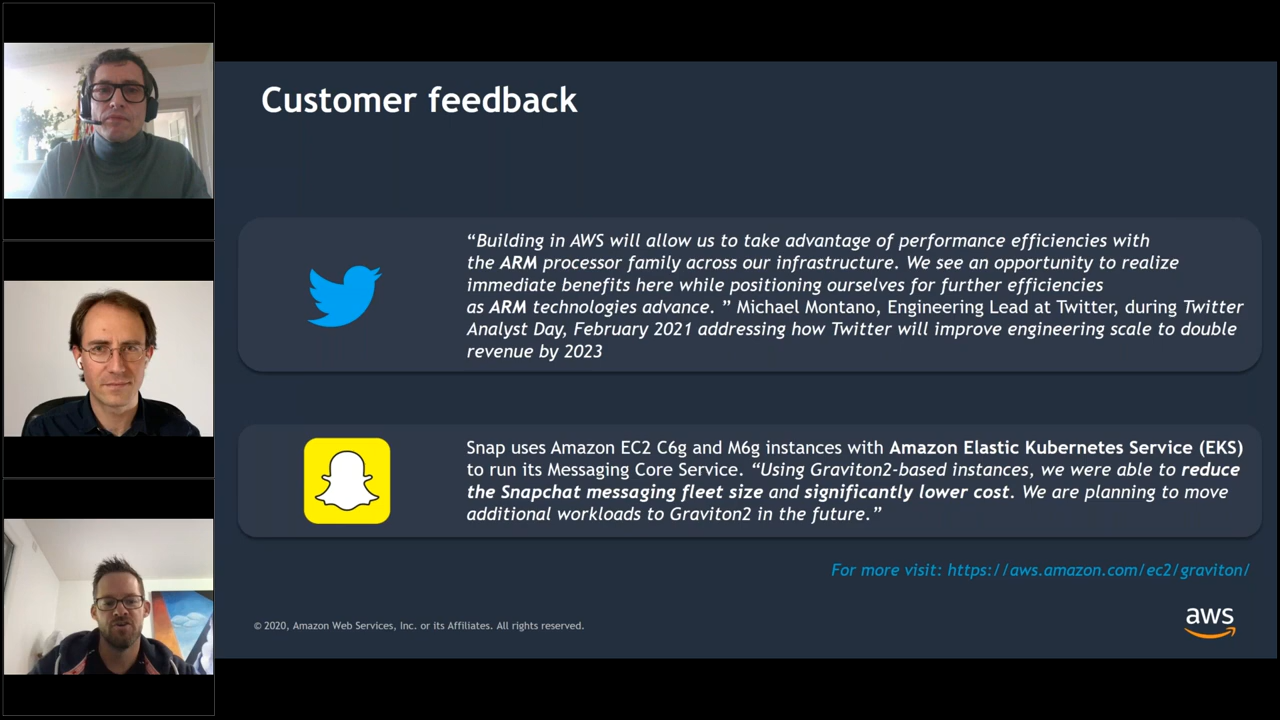 Customer feedback
“Building in AWS will allow us to take advantage of performance efficiencies with
the ARM processor family across our infrastructure. We see an opportunity to realize
immediate benefits here while positioning ourselves for further efficiencies
as ARM technologies advance. ” Michael Montano, Engineering Lead at Twitter, during Twitter
Analyst Day, February 2021 addressing how Twitter will improve engineering scale to double
revenue by 2023
Snap uses Amazon EC2 C6g and M6g instances with Amazon Elastic Kubernetes Service (EKS)
to run its Messaging Core Service. “Using Graviton2-based instances, we were able to reduce
the Snapchat messaging fleet size and significantly lower cost. We are planning to move
additional workloads to Graviton2 in the future.”
For more visit: https://aws.amazon.com/ec2/graviton/
© 2020, Amazon Web Services, Inc. or its Affiliates. All rights reserved.
aws